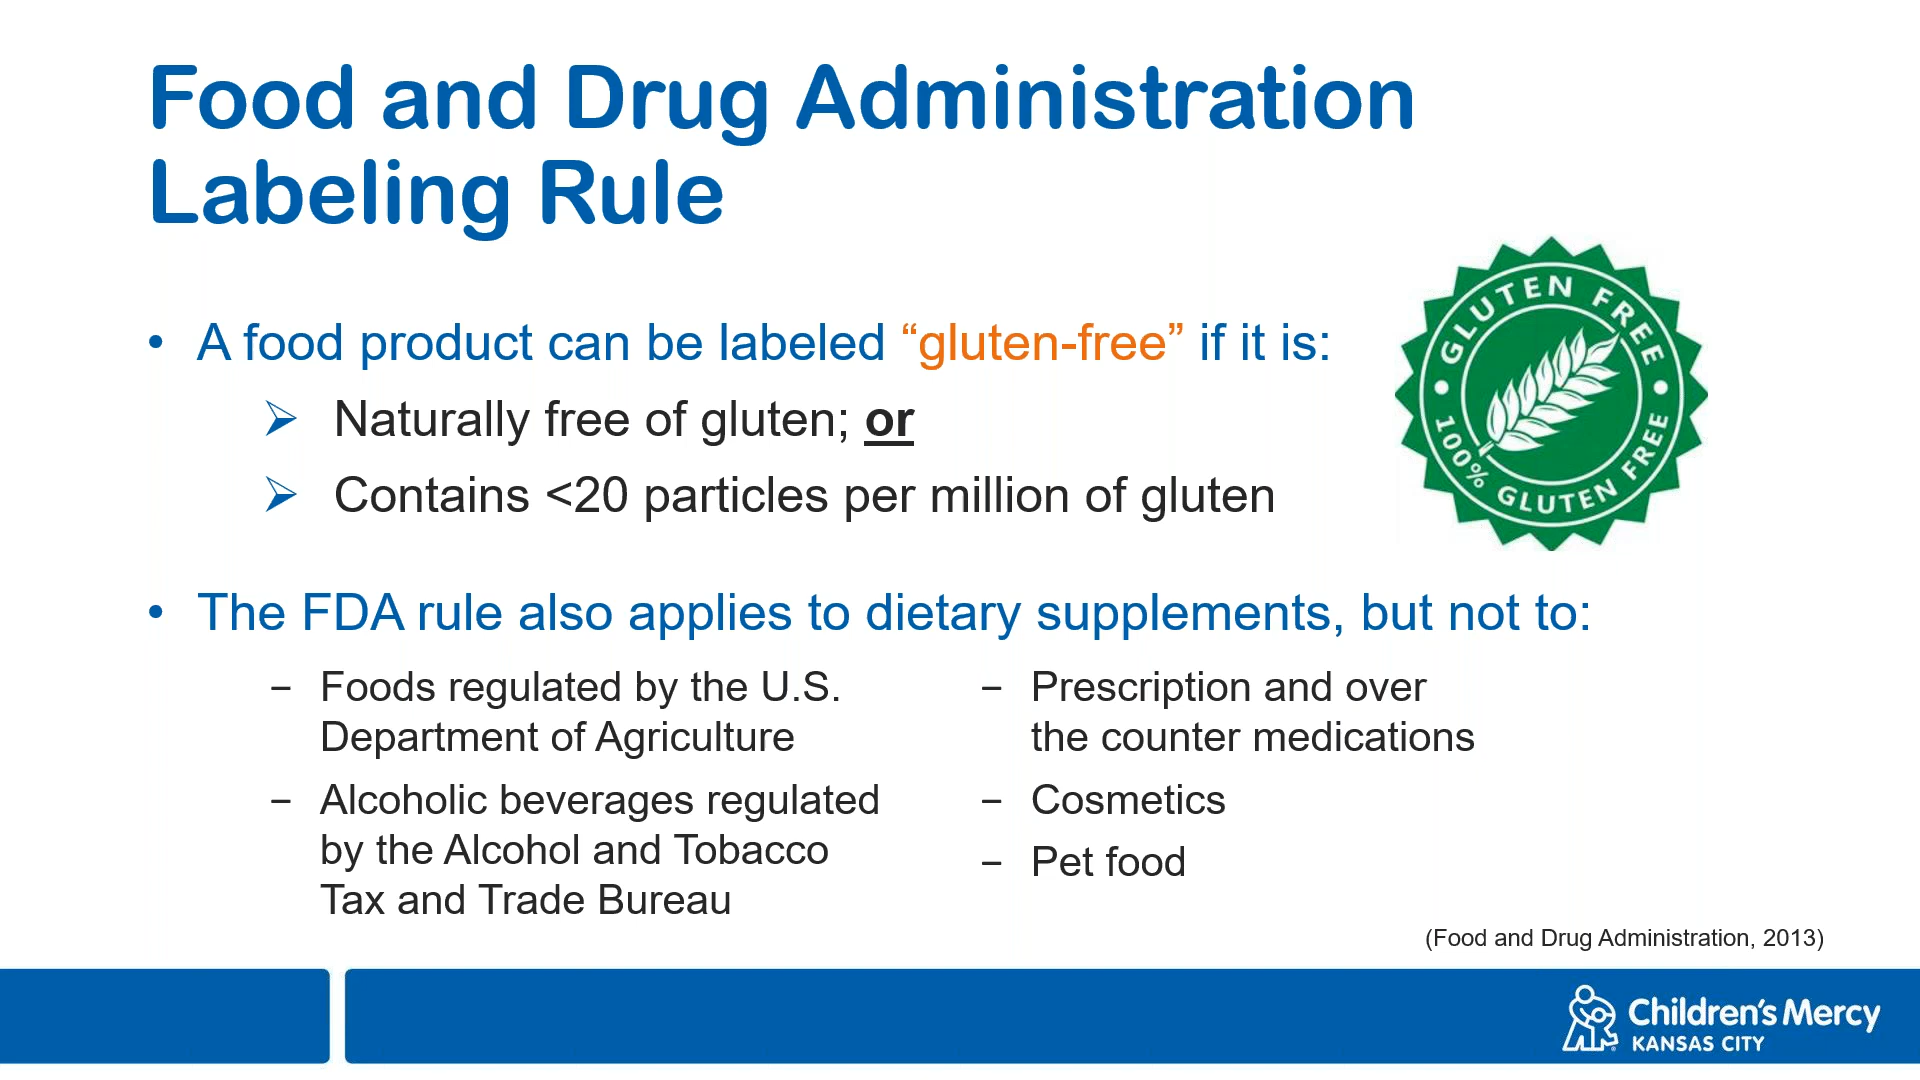 Food and Drug Administration
Labeling Rule
• A food product can be labeled “gluten-free” if it is:
➢ Naturally free of gluten; or
➢ Contains <20 particles per million of gluten
GLUTEN FREE
100% GLUTEN FREE
• The FDA rule also applies to dietary supplements, but not to:
– Foods regulated by the U.S.
Department of Agriculture
– Alcoholic beverages regulated
by the Alcohol and Tobacco
Tax and Trade Bureau
– Prescription and over
the counter medications
– Cosmetics
– Pet food
(Food and Drug Administration, 2013)
Children's Mercy
KANSAS CITY